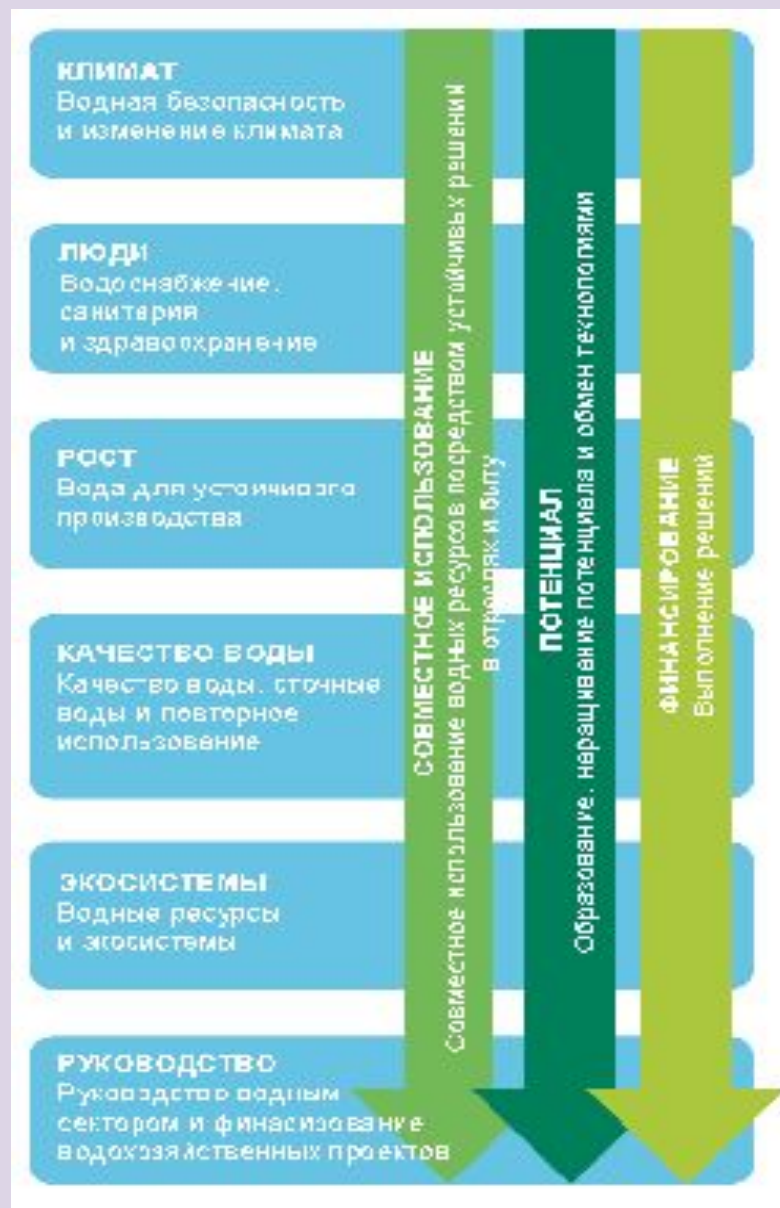 КЛИМАТ
Водная безопасность
и изменение климата
ЛЮДИ
Водоснабжение,
санитария
и здравоохранение
РОСТ
Вода для устойчивого
производства
КАЧЕСТВО ВОДЫ
Качество воды, сточные
воды и повторное
использование
ЭКОСИСТЕМЫ
Водные ресурсы
и экосистемы
РУКОВОДСТВО
Руководство водным
сектором и финасизование
водохозяйственных проектов
СОВМЕСТНОЕ ИСПОЛЬЗОВАНИЕ
Совместное использование водных ресурсов посредством устойчивых решений
в отраслях и быту
ПОТЕНЦИАЛ
Образование, наращивание потенциала и обмен технологиями
ФИНАНСИРОВАНИЕ
Выполнение решений